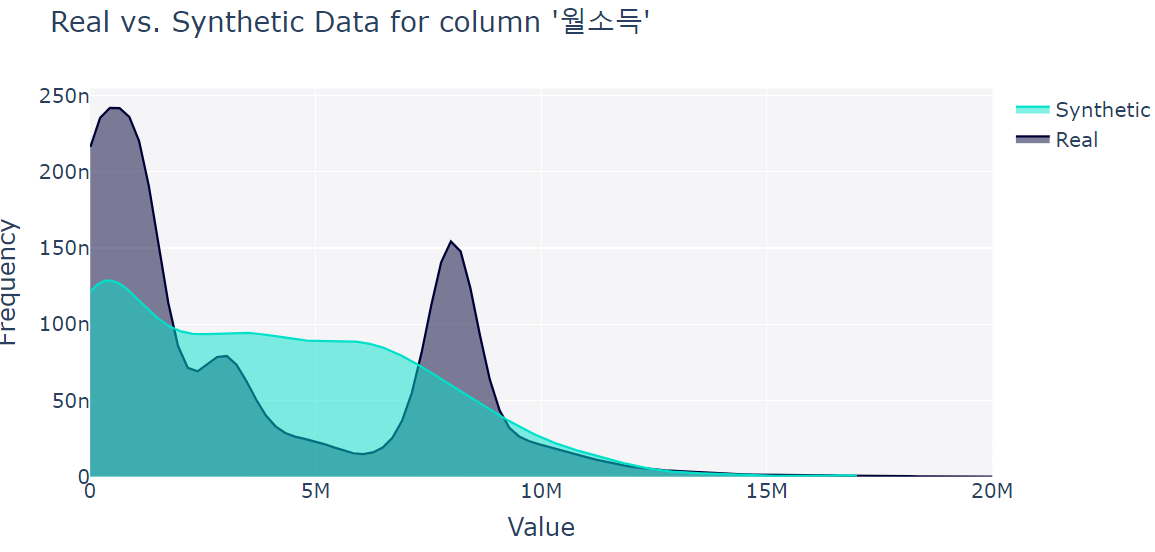 Real vs. Synthetic Data for column '월소득'
250n
200n
150n
100n
50n
0
Frequency
0 5M 10M 15M 20M
Value
Synthetic
Real